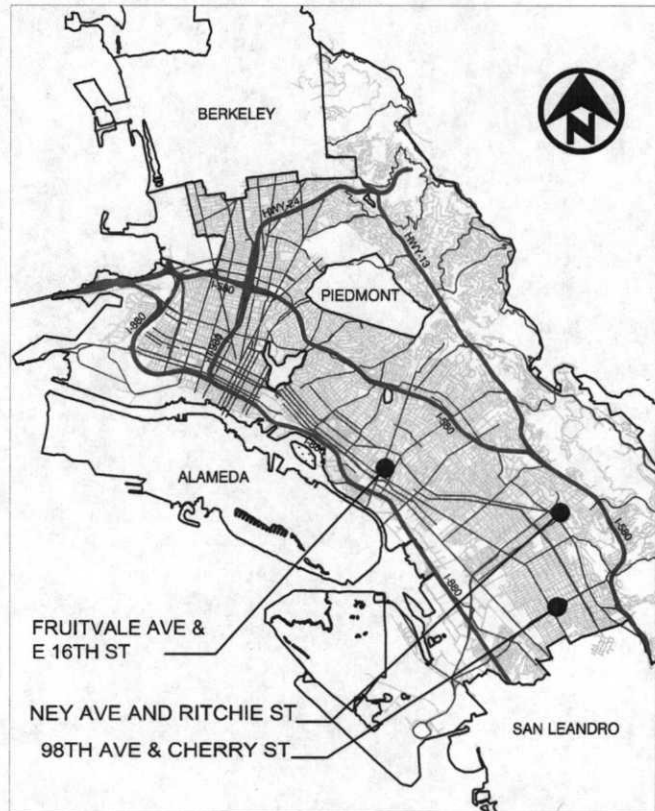 BERKELEY
N
HWY-24
HWY-13
I-580
PIEDMONT
I-880
I-980
I-880
I-580
ALAMEDA
I-580
I-880
FRUITVALE AVE &
E 16TH ST
NEY AVE AND RITCHIE ST
98TH AVE & CHERRY ST
SAN LEANDRO